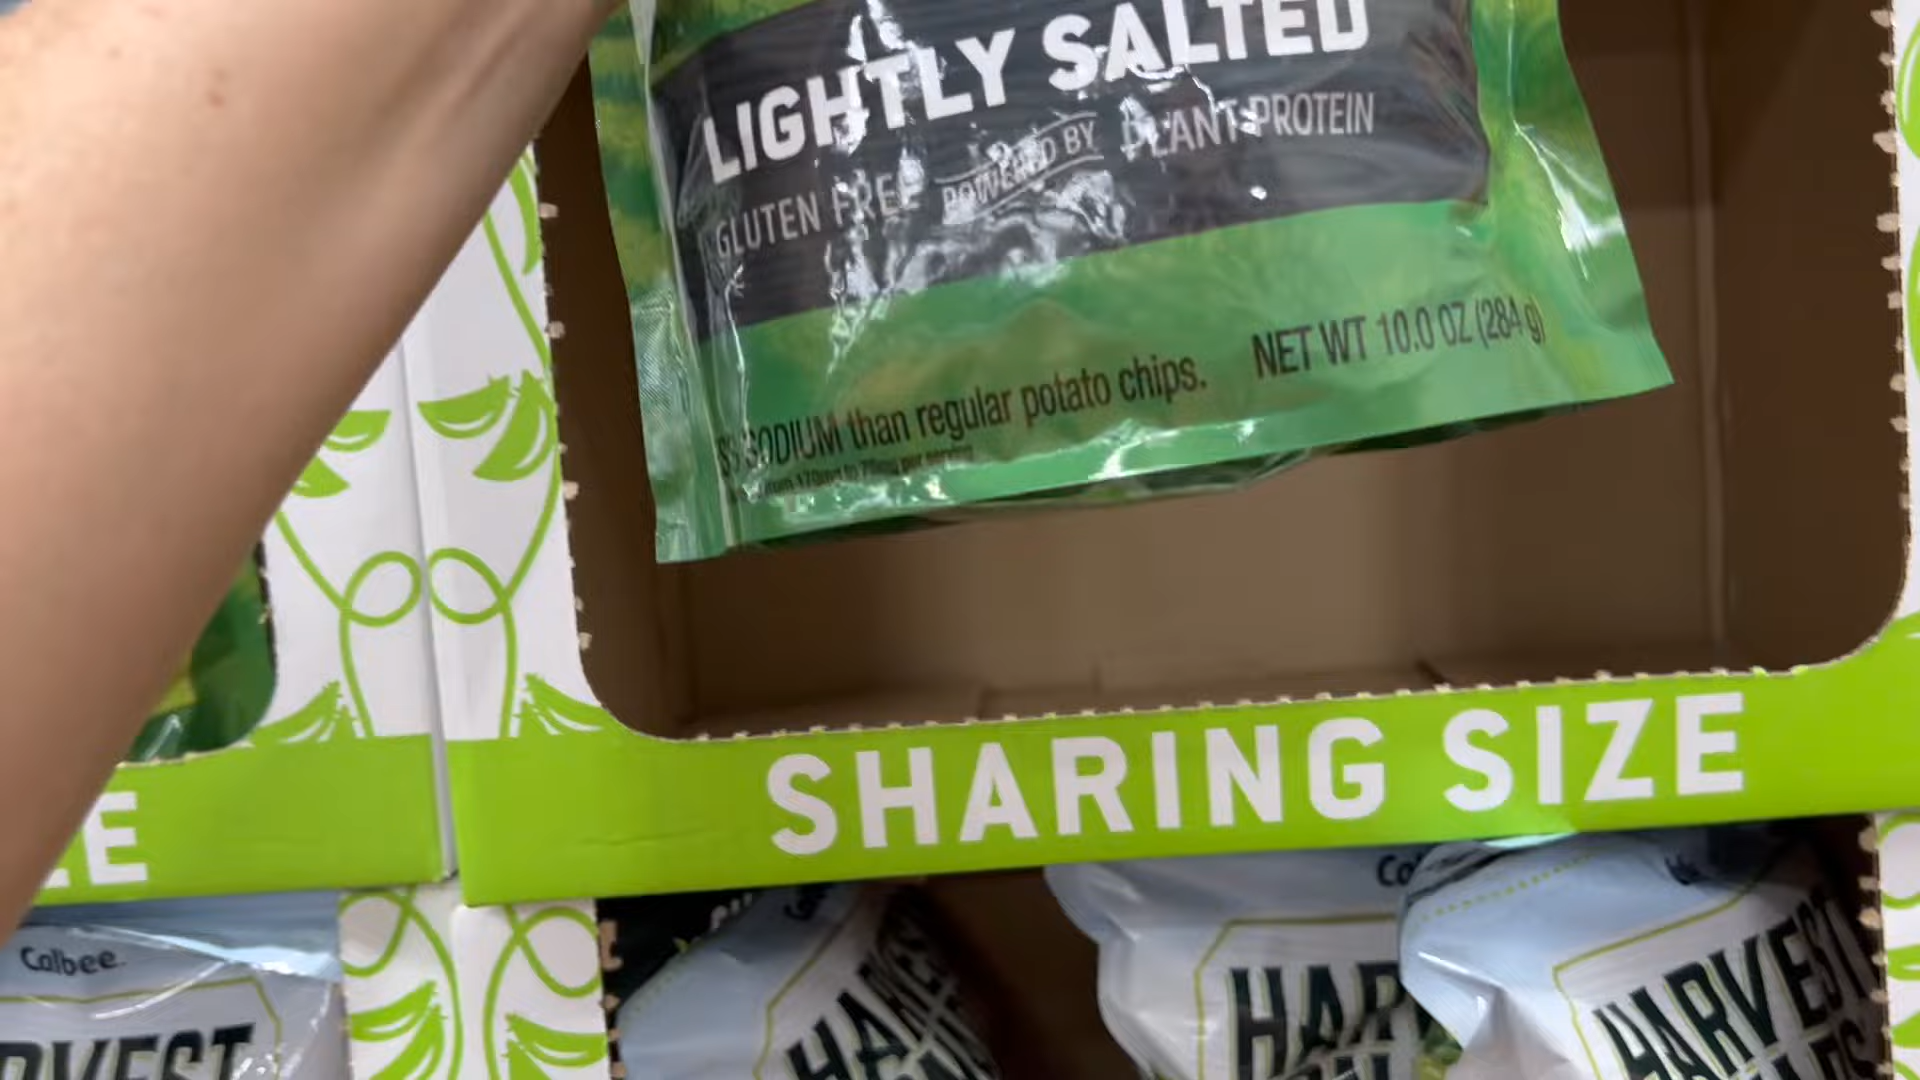 LIGHTLY SALTED
GLUTEN FREE POWERED BY PLANT PROTEIN
SODIUM than regular potato chips.
NET WT 10.0 OZ (284 g)
SHARING SIZE
E
Calbee.
HARVEST